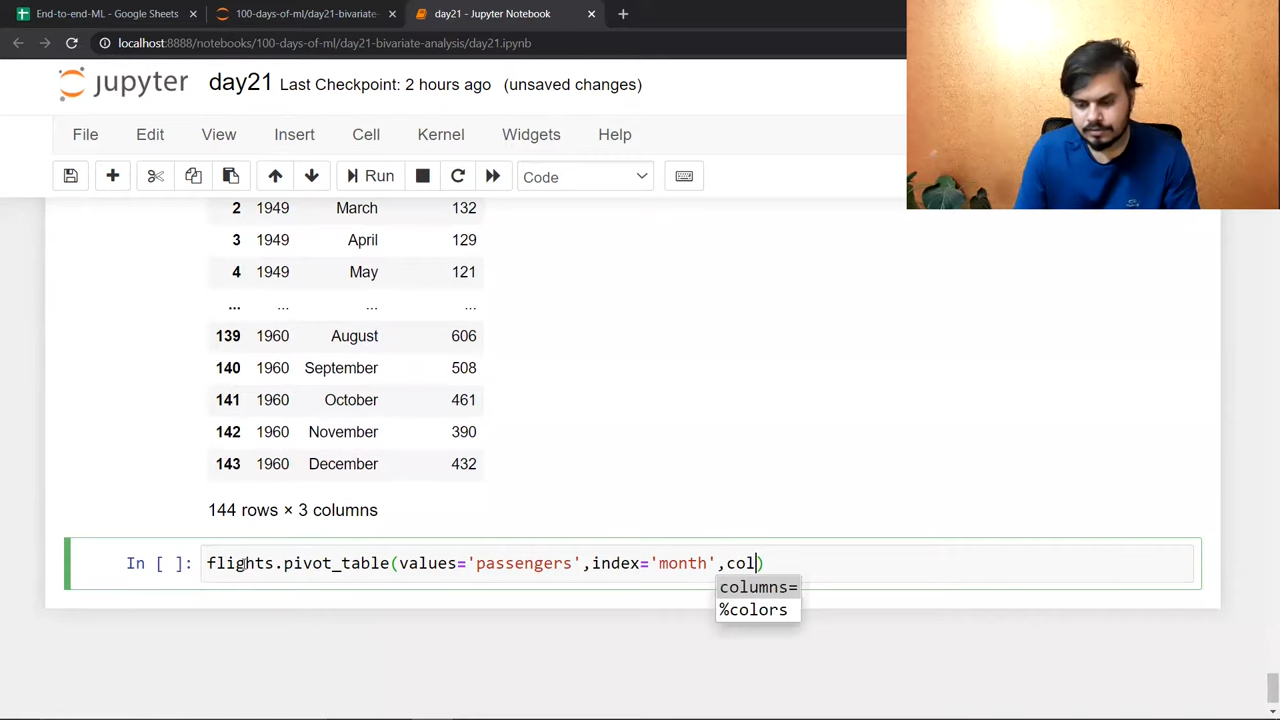 End-to-end-ML - Google Sheets
100-days-of-ml/day21-bivariate-
day21 - Jupyter Notebook
localhost:8888/notebooks/100-days-of-ml/day21-bivariate-analysis/day21.ipynb
jupyter day21 Last Checkpoint: 2 hours ago (unsaved changes)
File Edit View Insert Cell Kernel Widgets Help
Run Code
2 1949 March 132
3 1949 April 129
4 1949 May 121
... ... ... ...
139 1960 August 606
140 1960 September 508
141 1960 October 461
142 1960 November 390
143 1960 December 432
144 rows × 3 columns
In [ ]: flights.pivot_table(values='passengers',index='month',col)
columns=
%colors